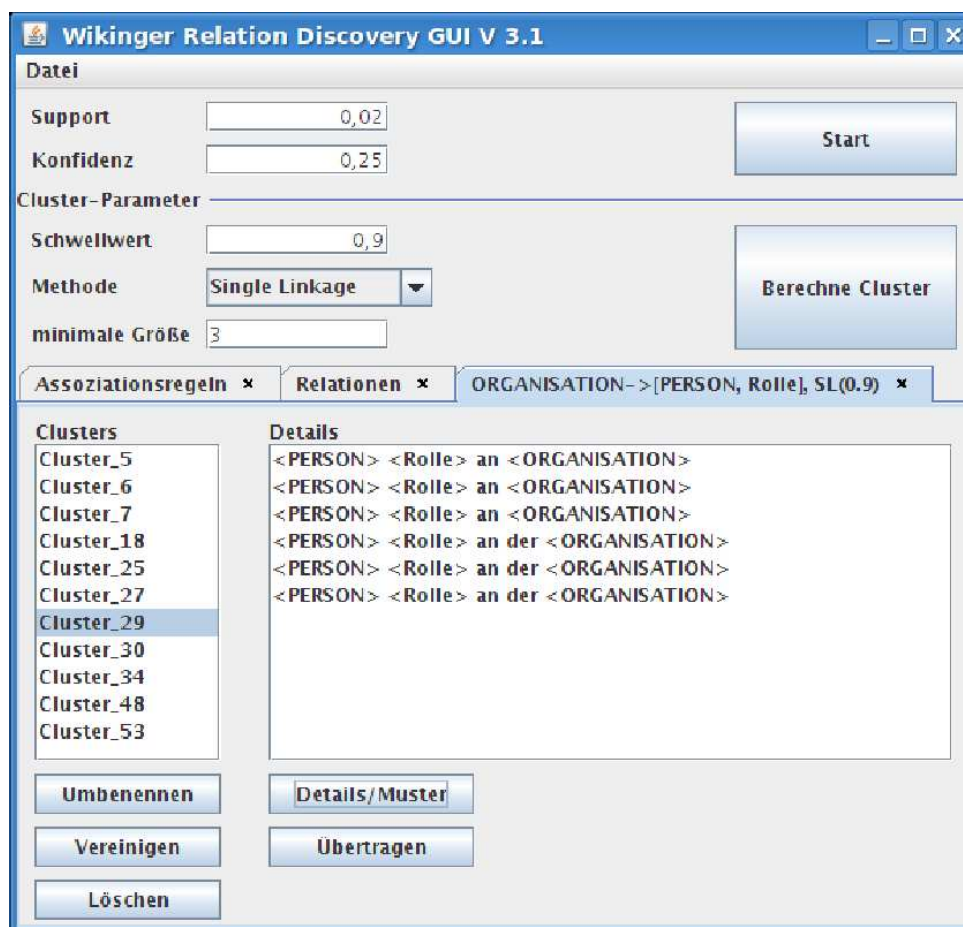 Wikinger Relation Discovery GUI V 3.1
Datei
Support 0,02
Start
Konfidenz 0,25
Cluster-Parameter
Schwellwert 0,9
Methode Single Linkage
Berechne Cluster
minimale Größe 3
Assoziationsregeln × Relationen × ORGANISATION->[PERSON, Rolle], SL(0.9) ×
Clusters
Cluster_5
Cluster_6
Cluster_7
Cluster_18
Cluster_25
Cluster_27
Cluster_29
Cluster_30
Cluster_34
Cluster_48
Cluster_53
Details
<PERSON> <Rolle> an <ORGANISATION>
<PERSON> <Rolle> an <ORGANISATION>
<PERSON> <Rolle> an <ORGANISATION>
<PERSON> <Rolle> an der <ORGANISATION>
<PERSON> <Rolle> an der <ORGANISATION>
<PERSON> <Rolle> an der <ORGANISATION>
Umbenennen Details/Muster
Vereinigen Übertragen
Löschen